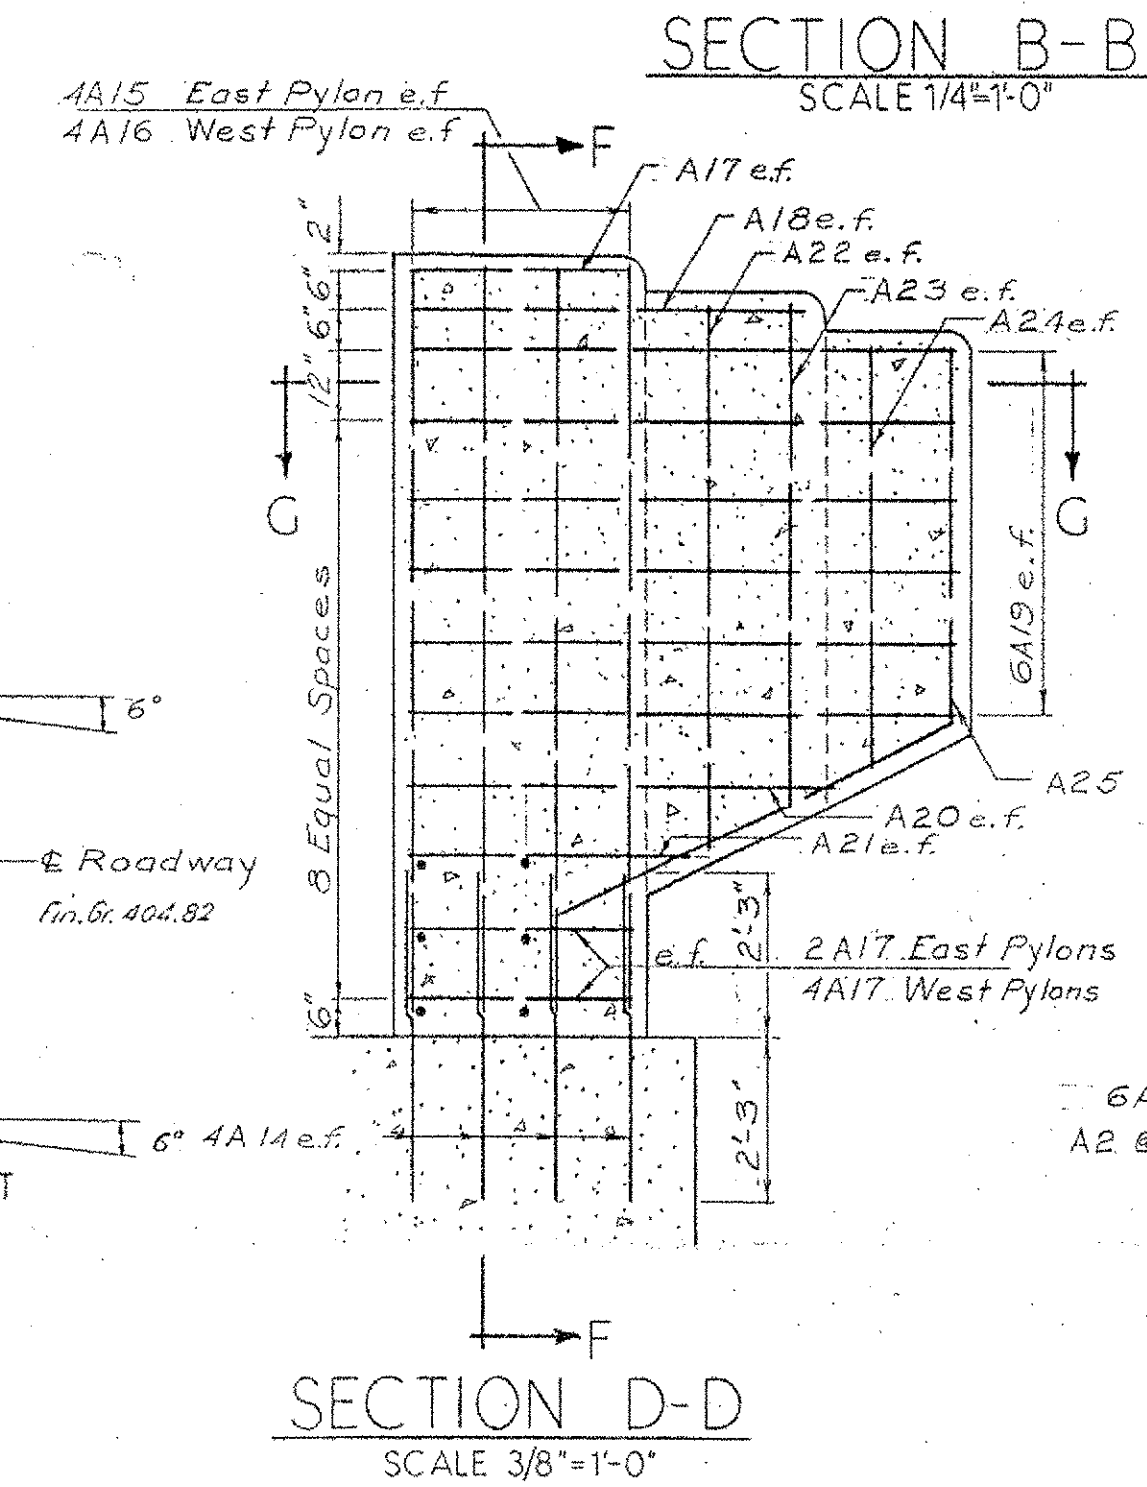 SECTION B-B
SCALE 1/4"=1'-0"
4A15 East Pylon e.f
4A16 West Pylon e.f
F
A17 e.f.
A18 e.f.
A22 e.f.
A23 e.f.
A24 e.f.
2"
6"
6"
12"
8 Equal Spaces
6"
G
G
6A19 e.f.
6°
A25
A20 e.f.
A21 e.f.
℄ Roadway
Fin. Gr. 404.82
2'-3"
e.f. 2 A17 East Pylons
4A17 West Pylons
2'-3"
6° 4A14 e.f.
A2
F
SECTION D-D
SCALE 3/8"=1'-0"